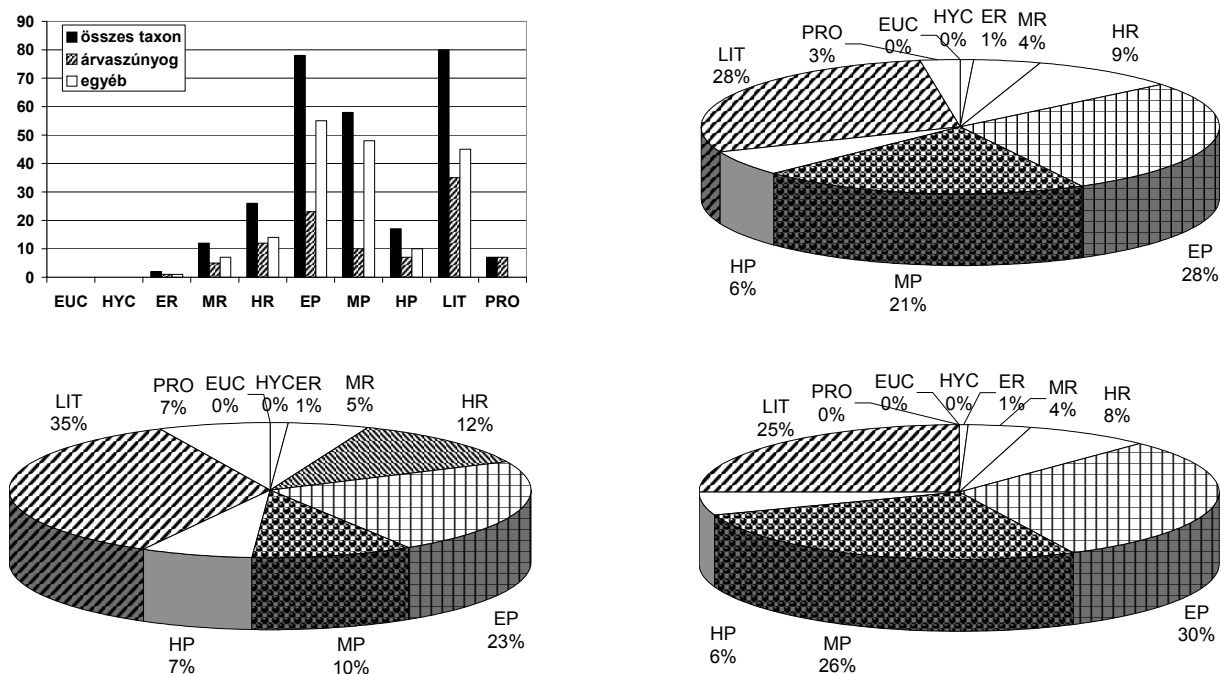 90
80
70
60
50
40
30
20
10
0
összes taxon
árvaszúnyog
egyéb
EUC HYC ER MR HR EP MP HP LIT PRO
EUC
0%
HYC
0%
ER
1%
MR
4%
HR
9%
EP
28%
MP
21%
HP
6%
LIT
28%
PRO
3%
EUC
0%
HYC
0%
ER
1%
MR
5%
HR
12%
EP
23%
MP
10%
HP
7%
LIT
35%
PRO
7%
EUC
0%
HYC
0%
ER
1%
MR
4%
HR
8%
EP
30%
MP
26%
HP
6%
LIT
25%
PRO
0%